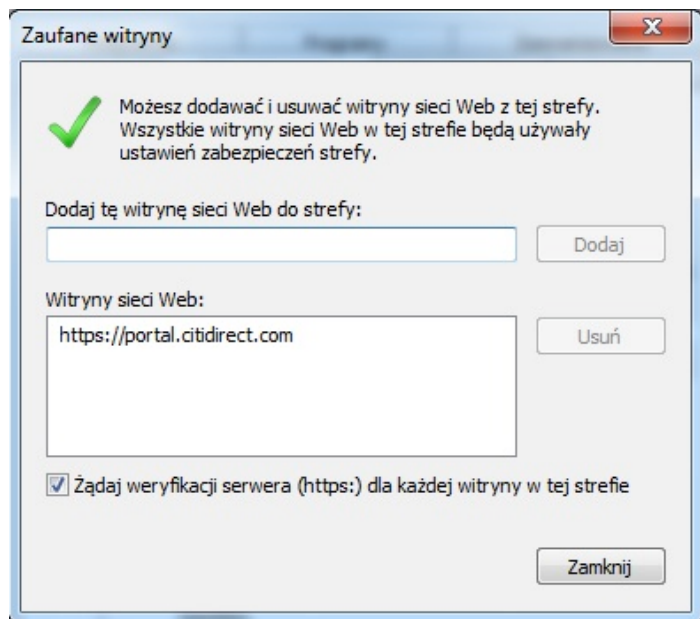 Zaufane witryny
Możesz dodawać i usuwać witryny sieci Web z tej strefy.
Wszystkie witryny sieci Web w tej strefie będą używały
ustawień zabezpieczeń strefy.
Dodaj tę witrynę sieci Web do strefy:
Dodaj
Witryny sieci Web:
https://portal.citidirect.com
Usuń
Żądaj weryfikacji serwera (https:) dla każdej witryny w tej strefie
Zamknij